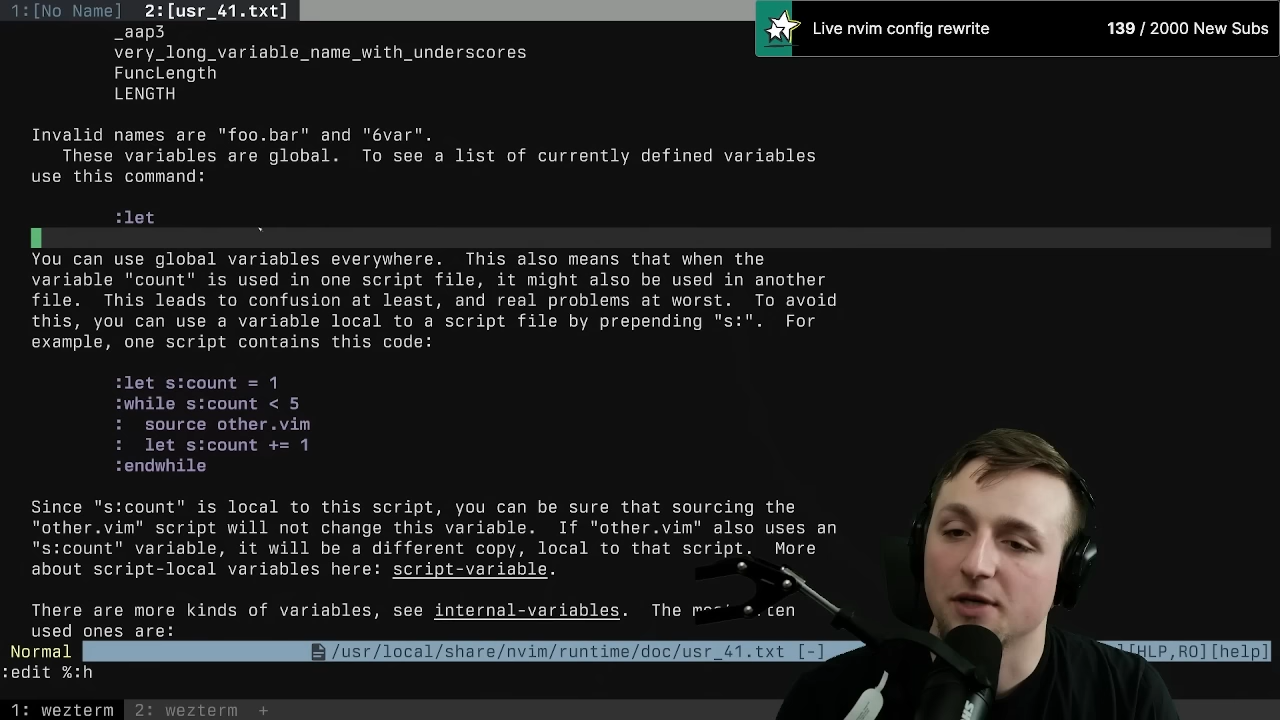 1:[No Name]  2:[usr_41.txt]
Live nvim config rewrite 139 / 2000 New Subs
_aap3
very_long_variable_name_with_underscores
FuncLength
LENGTH
Invalid names are "foo.bar" and "6var".
These variables are global.  To see a list of currently defined variables
use this command:
:let
You can use global variables everywhere.  This also means that when the
variable "count" is used in one script file, it might also be used in another
file.  This leads to confusion at least, and real problems at worst.  To avoid
this, you can use a variable local to a script file by prepending "s:".  For
example, one script contains this code:
:let s:count = 1
:while s:count < 5
:  source other.vim
:  let s:count += 1
:endwhile
Since "s:count" is local to this script, you can be sure that sourcing the
"other.vim" script will not change this variable.  If "other.vim" also uses an
"s:count" variable, it will be a different copy, local to that script.  More
about script-local variables here: script-variable.
There are more kinds of variables, see internal-variables.  The
used ones are:
Normal /usr/local/share/nvim/runtime/doc/usr_41.txt [-] [HLP,RO][help]
:edit %:h
1: wezterm  2: wezterm  +